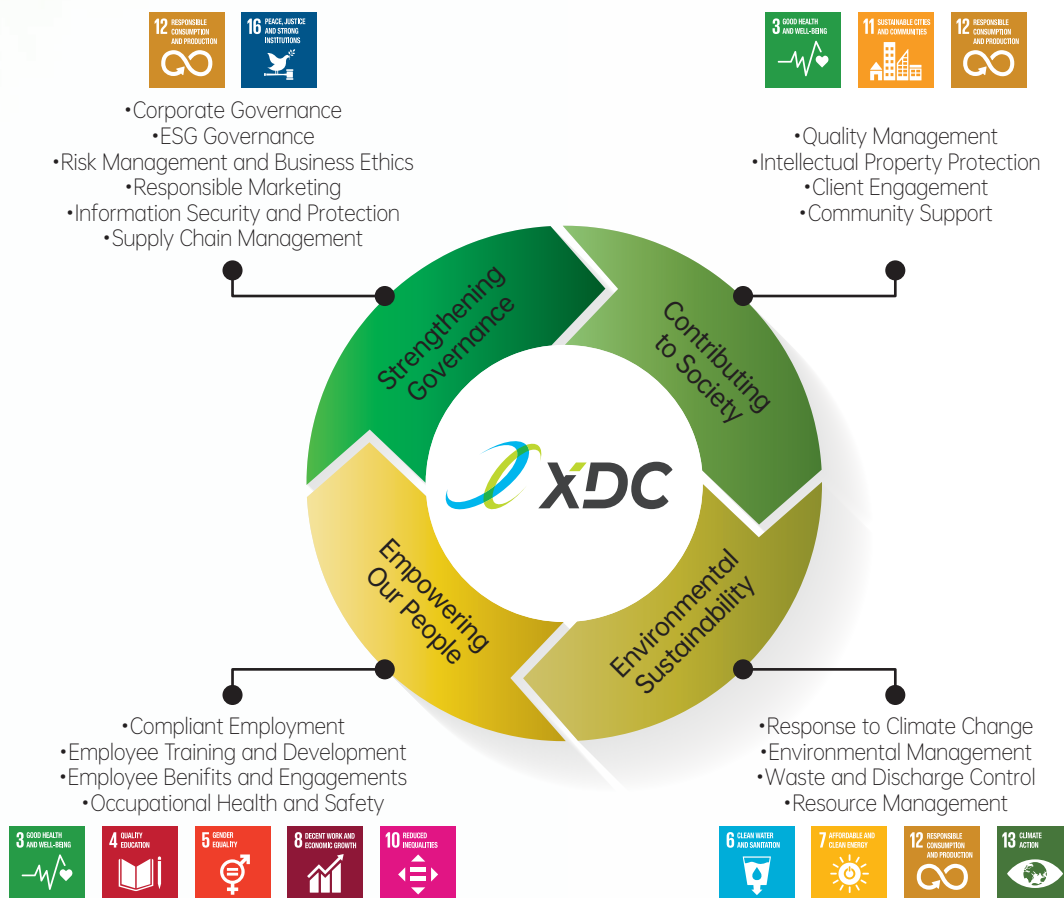 12 RESPONSIBLE
CONSUMPTION
AND PRODUCTION
16 PEACE, JUSTICE
AND STRONG
INSTITUTIONS
•Corporate Governance
•ESG Governance
•Risk Management and Business Ethics
•Responsible Marketing
•Information Security and Protection
•Supply Chain Management
3 GOOD HEALTH
AND WELL-BEING
11 SUSTAINABLE CITIES
AND COMMUNITIES
12 RESPONSIBLE
CONSUMPTION
AND PRODUCTION
•Quality Management
•Intellectual Property Protection
•Client Engagement
•Community Support
Strengthening
Governance
Contributing
to Society
XDC
Empowering
Our People
Environmental
Sustainability
•Compliant Employment
•Employee Training and Development
•Employee Benifits and Engagements
•Occupational Health and Safety
3 GOOD HEALTH
AND WELL-BEING
4 QUALITY
EDUCATION
5 GENDER
EQUALITY
8 DECENT WORK AND
ECONOMIC GROWTH
10 REDUCED
INEQUALITIES
•Response to Climate Change
•Environmental Management
•Waste and Discharge Control
•Resource Management
6 CLEAN WATER
AND SANITATION
7 AFFORDABLE AND
CLEAN ENERGY
12 RESPONSIBLE
CONSUMPTION
AND PRODUCTION
13 CLIMATE
ACTION